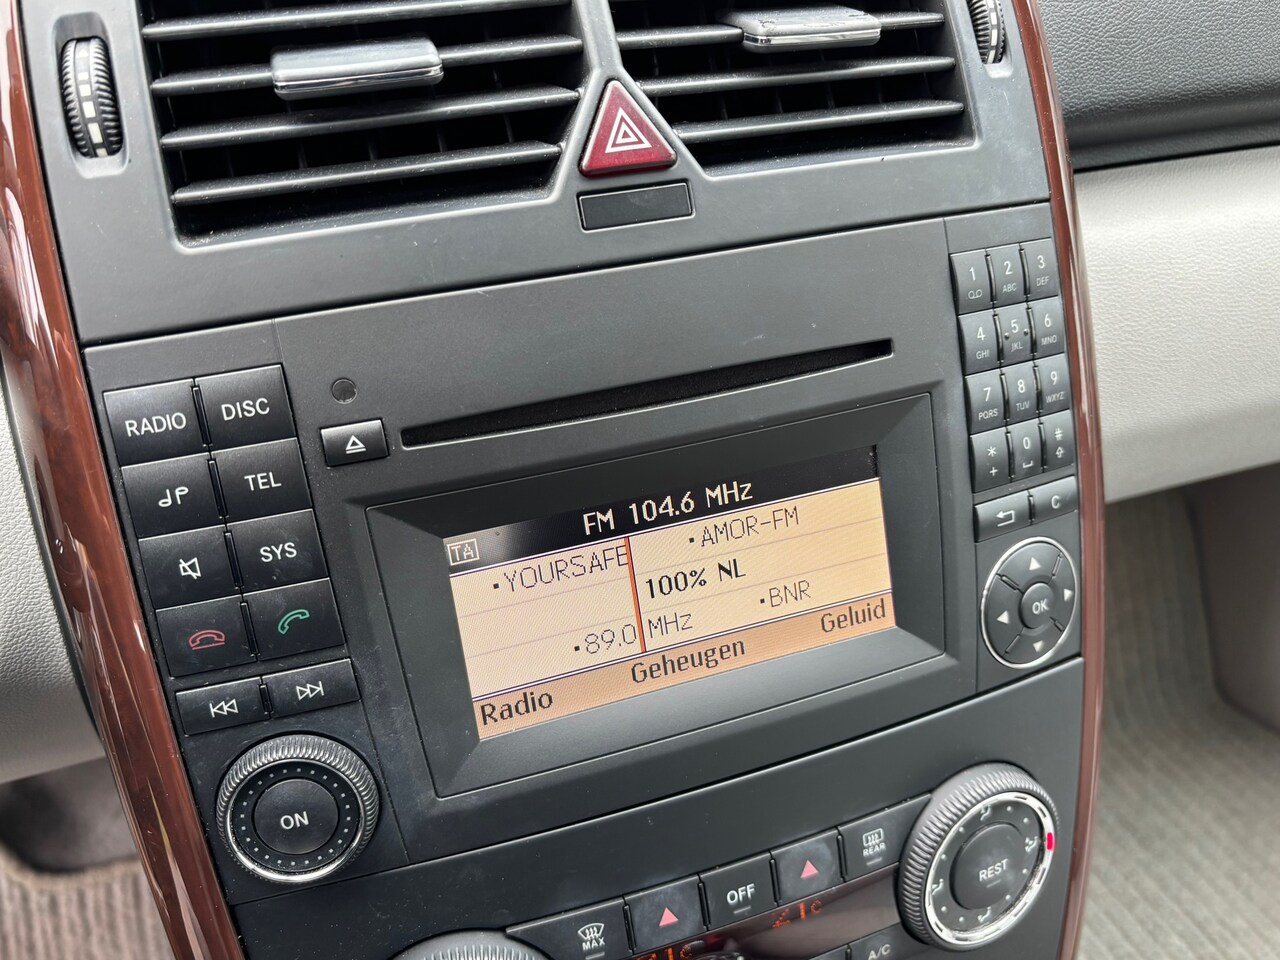 1
2 ABC
3 DEF
4 GHI
5 JKL
6 MNO
7 PQRS
8 TUV
9 WXYZ
* +
0
#
C
OK
RADIO
DISC
TEL
SYS
ON
FM 104.6 MHz
TA
•YOURSAFE
•AMOR-FM
100% NL
•89.0 MHz
•BNR
Radio
Geheugen
Geluid
MAX
OFF
REAR
REST
A/C